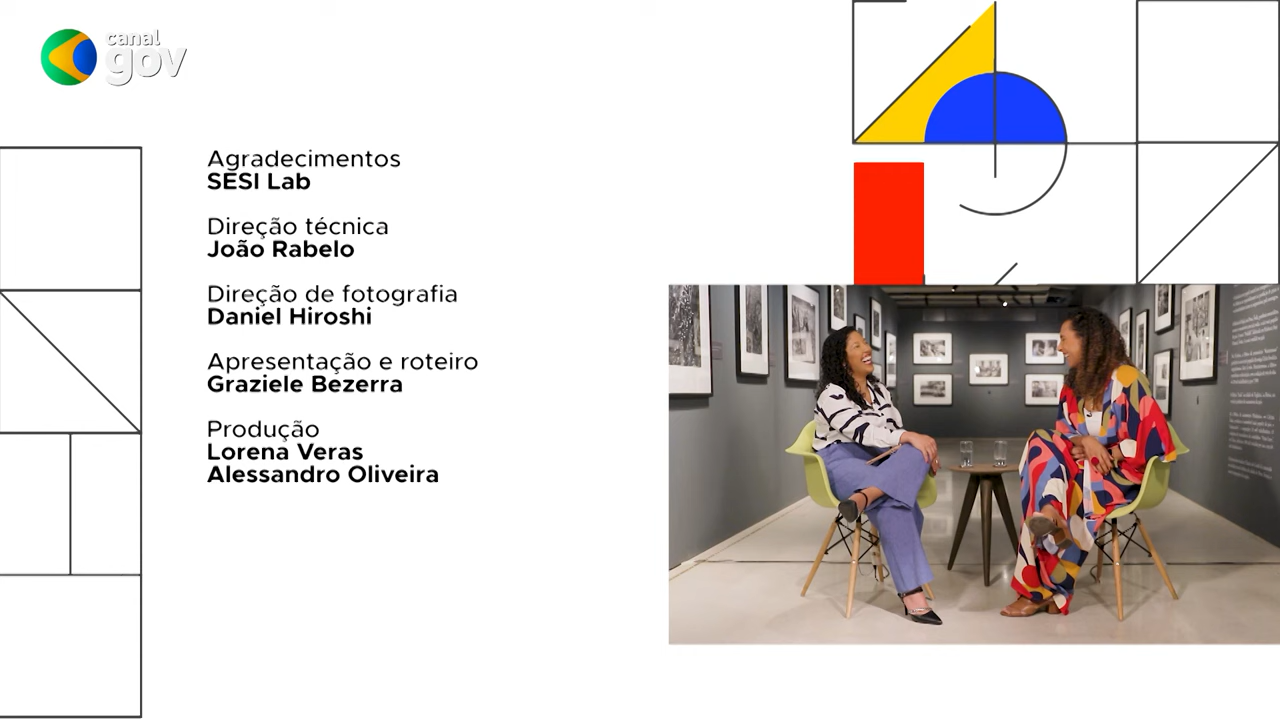 canal
gov
Agradecimentos
SESI Lab
Direção técnica
João Rabelo
Direção de fotografia
Daniel Hiroshi
Apresentação e roteiro
Graziele Bezerra
Produção
Lorena Veras
Alessandro Oliveira